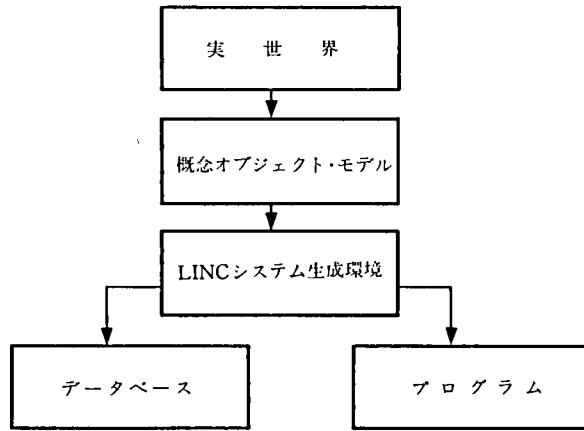 実世界
概念オブジェクト・モデル
LINCシステム生成環境
データベース
プログラム